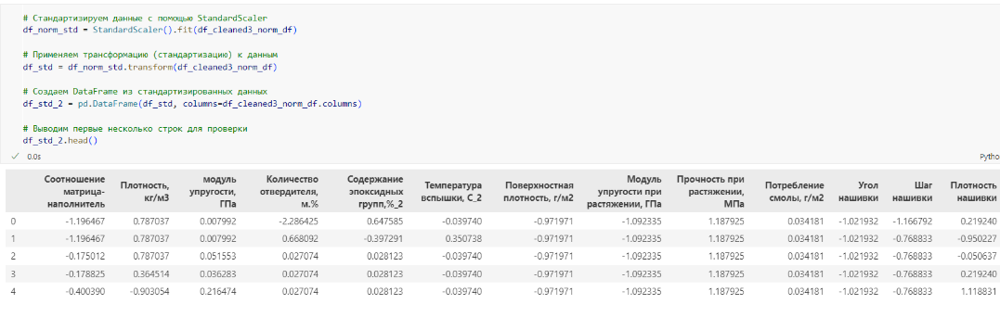 # Стандартизируем данные с помощью StandardScaler
df_norm_std = StandardScaler().fit(df_cleaned3_norm_df)
# Применяем трансформацию (стандартизацию) к данным
df_std = df_norm_std.transform(df_cleaned3_norm_df)
# Создаем DataFrame из стандартизированных данных
df_std_2 = pd.DataFrame(df_std, columns=df_cleaned3_norm_df.columns)
# Выводим первые несколько строк для проверки
df_std_2.head()
0.0s Pytho
Соотношение матрица-наполнитель Плотность, кг/м3 модуль упругости, ГПа Количество отвердителя, м.% Содержание эпоксидных групп,%_2 Температура вспышки, С_2 Поверхностная плотность, г/м2 Модуль упругости при растяжении, ГПа Прочность при растяжении, МПа Потребление смолы, г/м2 Угол нашивки Шаг нашивки Плотность нашивки
0 -1.196467 0.787037 0.007992 -2.286425 0.647585 -0.039740 -0.971971 -1.092335 1.187925 0.034181 -1.021932 -1.166792 0.219240
1 -1.196467 0.787037 0.007992 0.668092 -0.397291 0.350738 -0.971971 -1.092335 1.187925 0.034181 -1.021932 -0.768833 -0.950227
2 -0.175012 0.787037 0.051553 0.027074 0.028123 -0.039740 -0.971971 -1.092335 1.187925 0.034181 -1.021932 -0.768833 -0.050637
3 -0.178825 0.364514 0.036283 0.027074 0.028123 -0.039740 -0.971971 -1.092335 1.187925 0.034181 -1.021932 -0.768833 0.219240
4 -0.400390 -0.903054 0.216474 0.027074 0.028123 -0.039740 -0.971971 -1.092335 1.187925 0.034181 -1.021932 -0.768833 1.118831